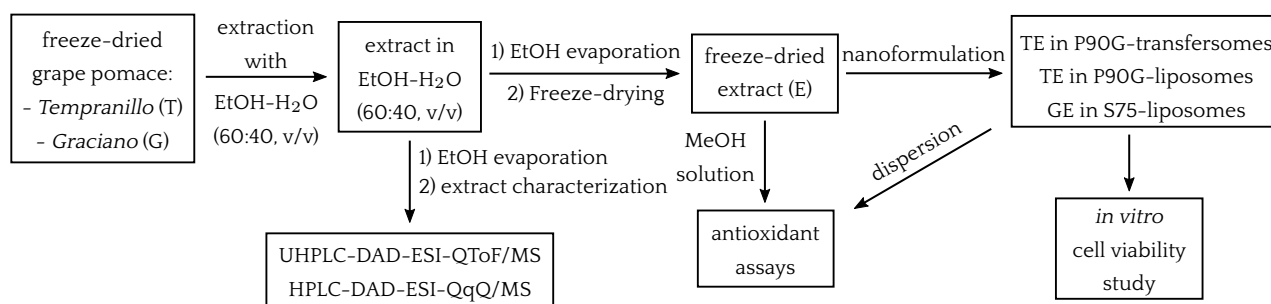 freeze-dried
grape pomace:
- Tempranillo (T)
- Graciano (G)
extraction
with
EtOH-H₂O
(60:40, v/v)
extract in
EtOH-H₂O
(60:40, v/v)
1) EtOH evaporation
2) Freeze-drying
freeze-dried
extract (E)
nanoformulation
TE in P90G-transfersomes
TE in P90G-liposomes
GE in S75-liposomes
1) EtOH evaporation
2) extract characterization
MeOH
solution
dispersion
UHPLC-DAD-ESI-QToF/MS
HPLC-DAD-ESI-QqQ/MS
antioxidant
assays
in vitro
cell viability
study